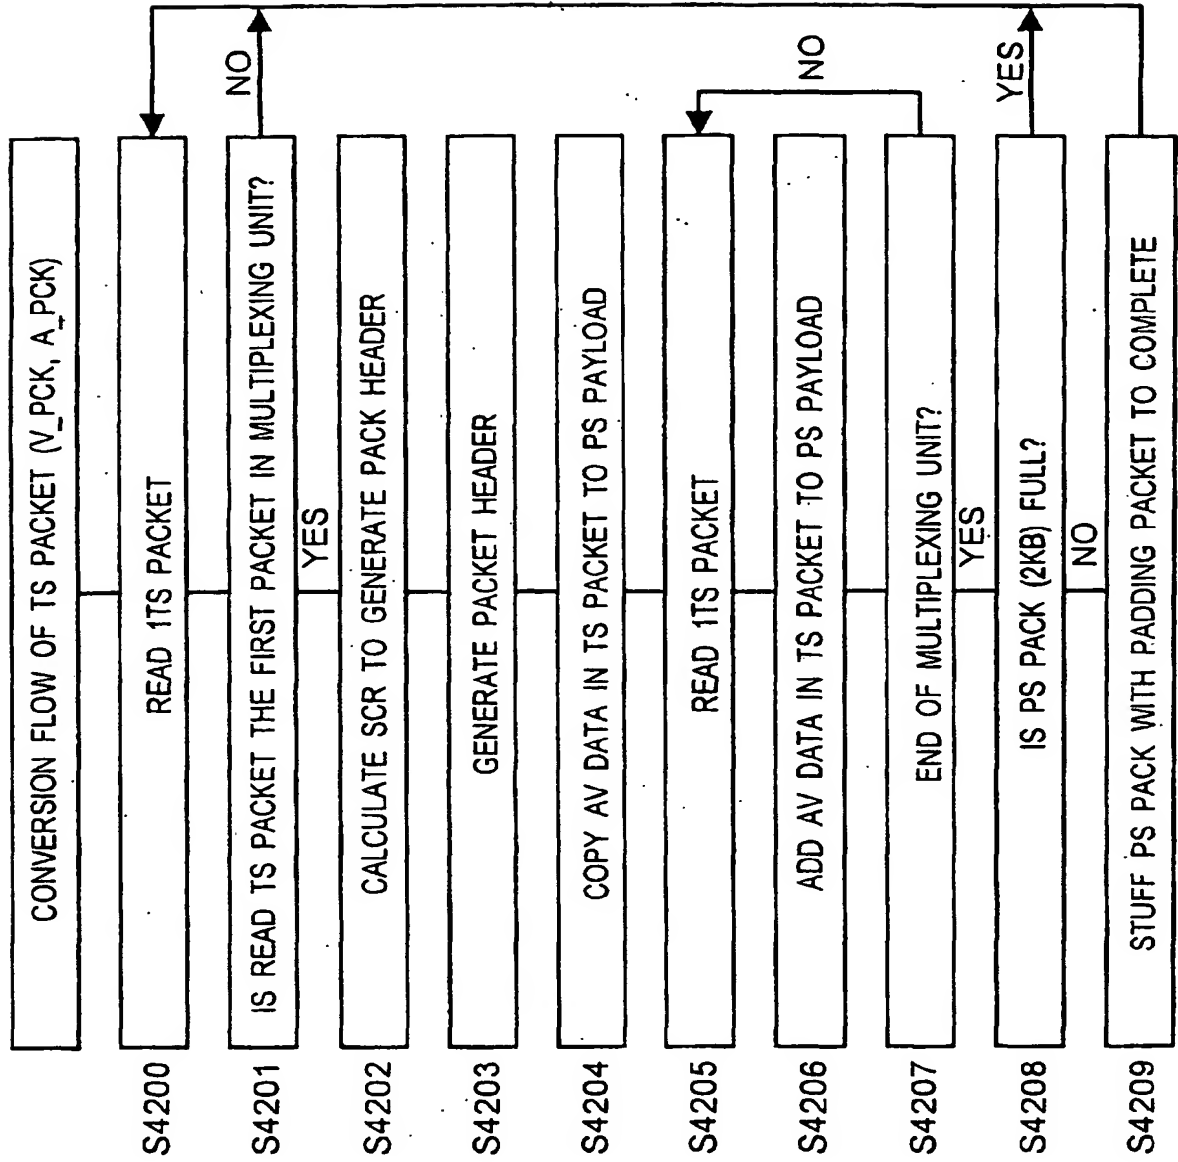 CONVERSION FLOW OF TS PACKET (V_PCK, A_PCK)
S4200 READ 1TS PACKET
S4201 IS READ TS PACKET THE FIRST PACKET IN MULTIPLEXING UNIT? NO
YES
S4202 CALCULATE SCR TO GENERATE PACK HEADER
S4203 GENERATE PACKET HEADER
S4204 COPY AV DATA IN TS PACKET TO PS PAYLOAD
S4205 READ 1TS PACKET
S4206 ADD AV DATA IN TS PACKET TO PS PAYLOAD NO
S4207 END OF MULTIPLEXING UNIT?
YES
S4208 IS PS PACK (2KB) FULL? YES
NO
S4209 STUFF PS PACK WITH PADDING PACKET TO COMPLETE